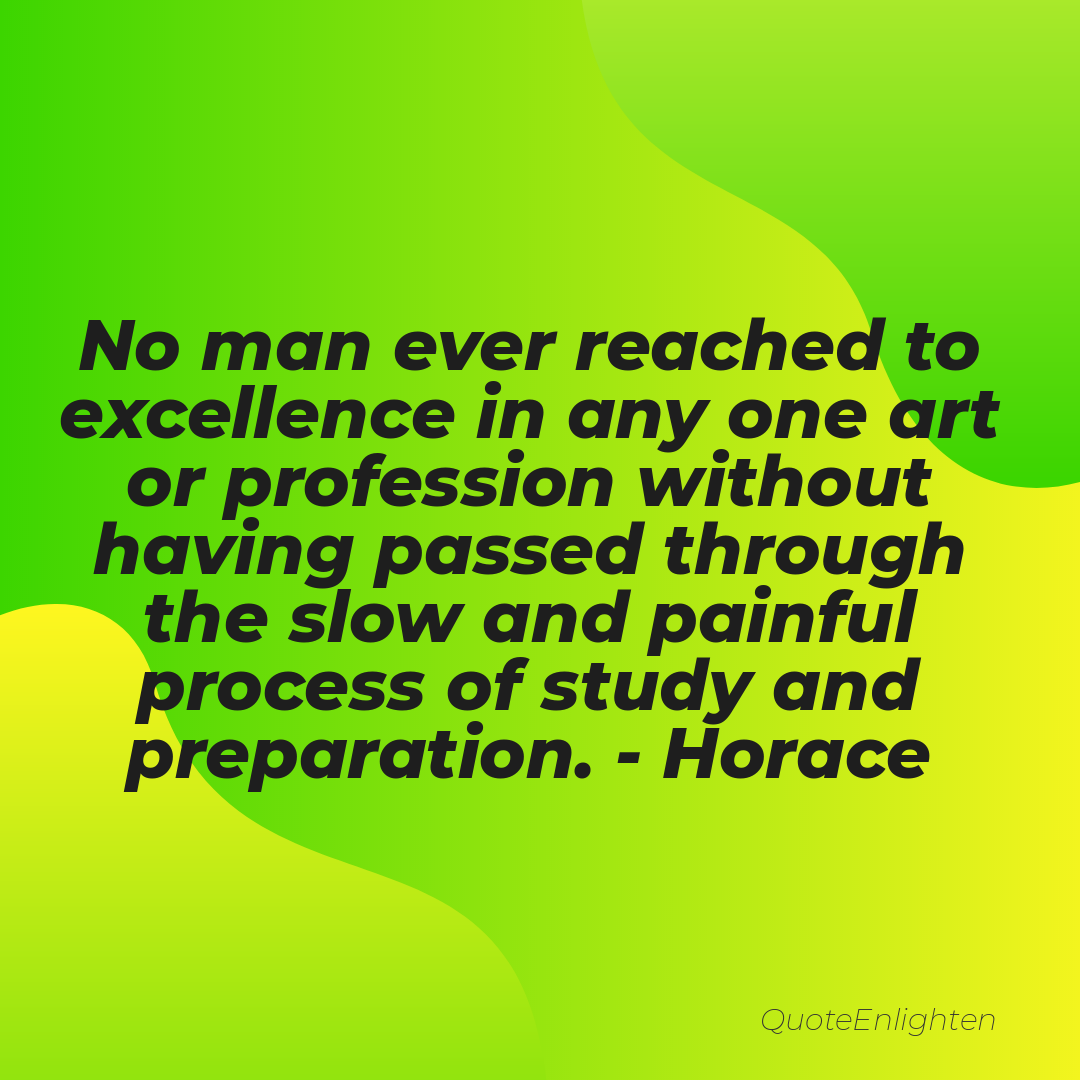 No man ever reached to
excellence in any one art
or profession without
having passed through
the slow and painful
process of study and
preparation. - Horace
QuoteEnlighten